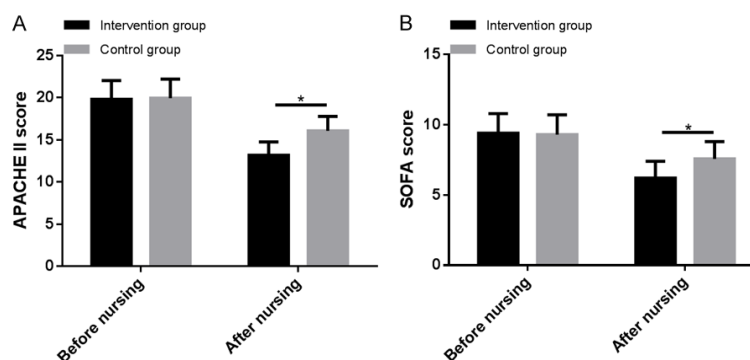 A
Intervention group
Control group
APACHE II score
25
20
15
10
5
0
*
Before nursing
After nursing
B
Intervention group
Control group
SOFA score
15
10
5
0
*
Before nursing
After nursing